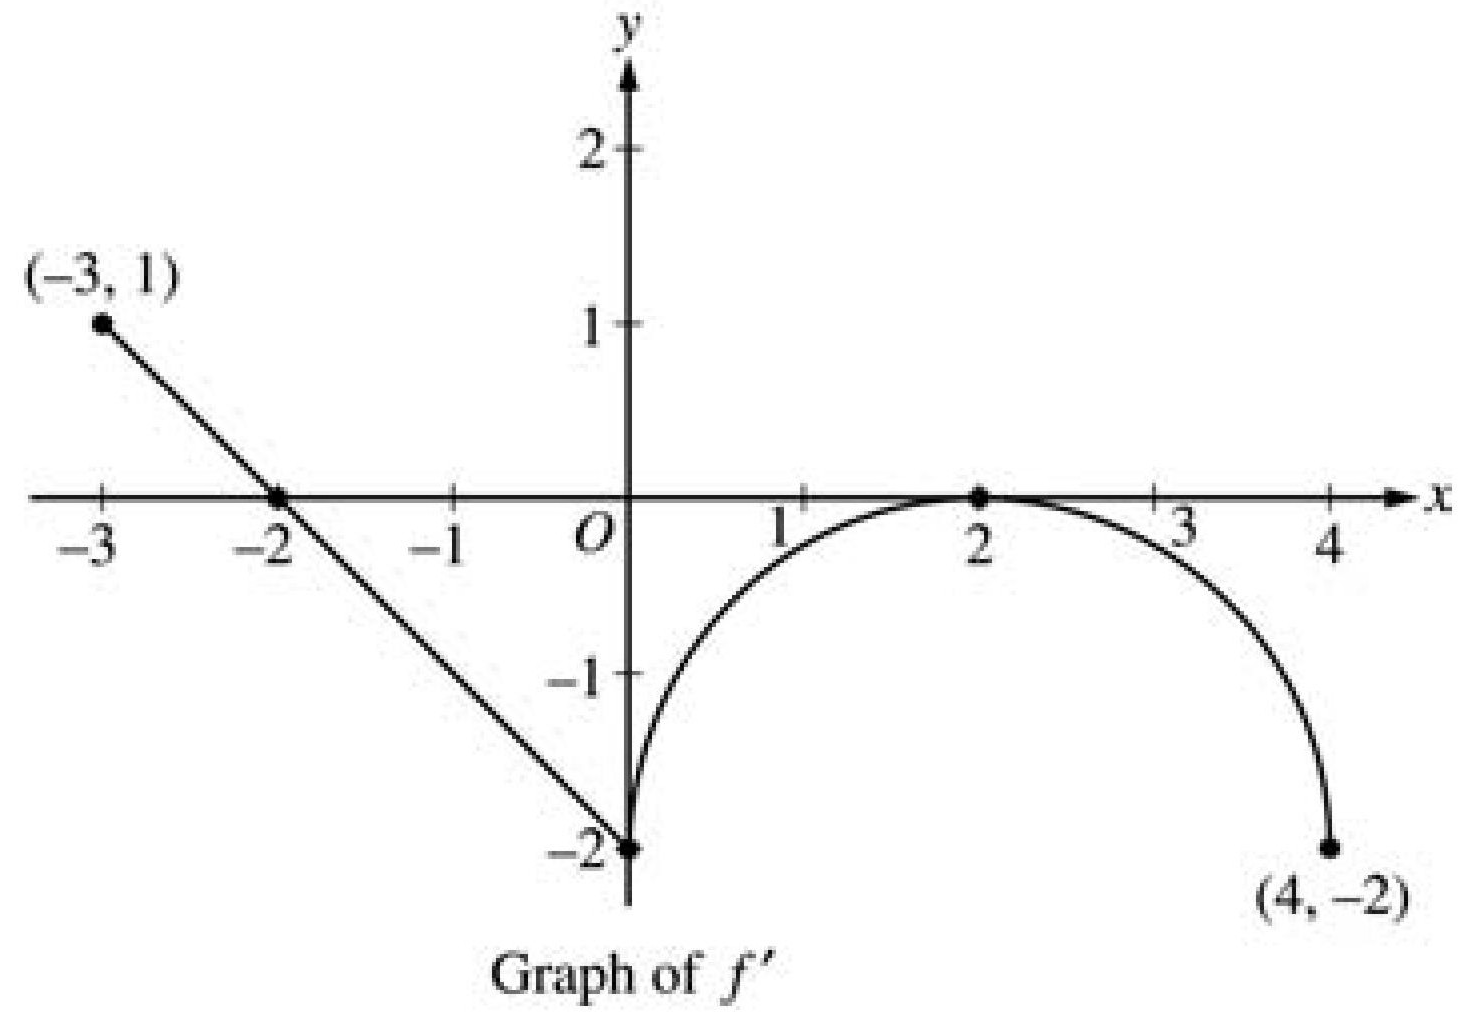 y
2
(–3, 1)
1
–3 –2 –1 O 1 2 3 4 x
–1
–2
(4, –2)
Graph of f′